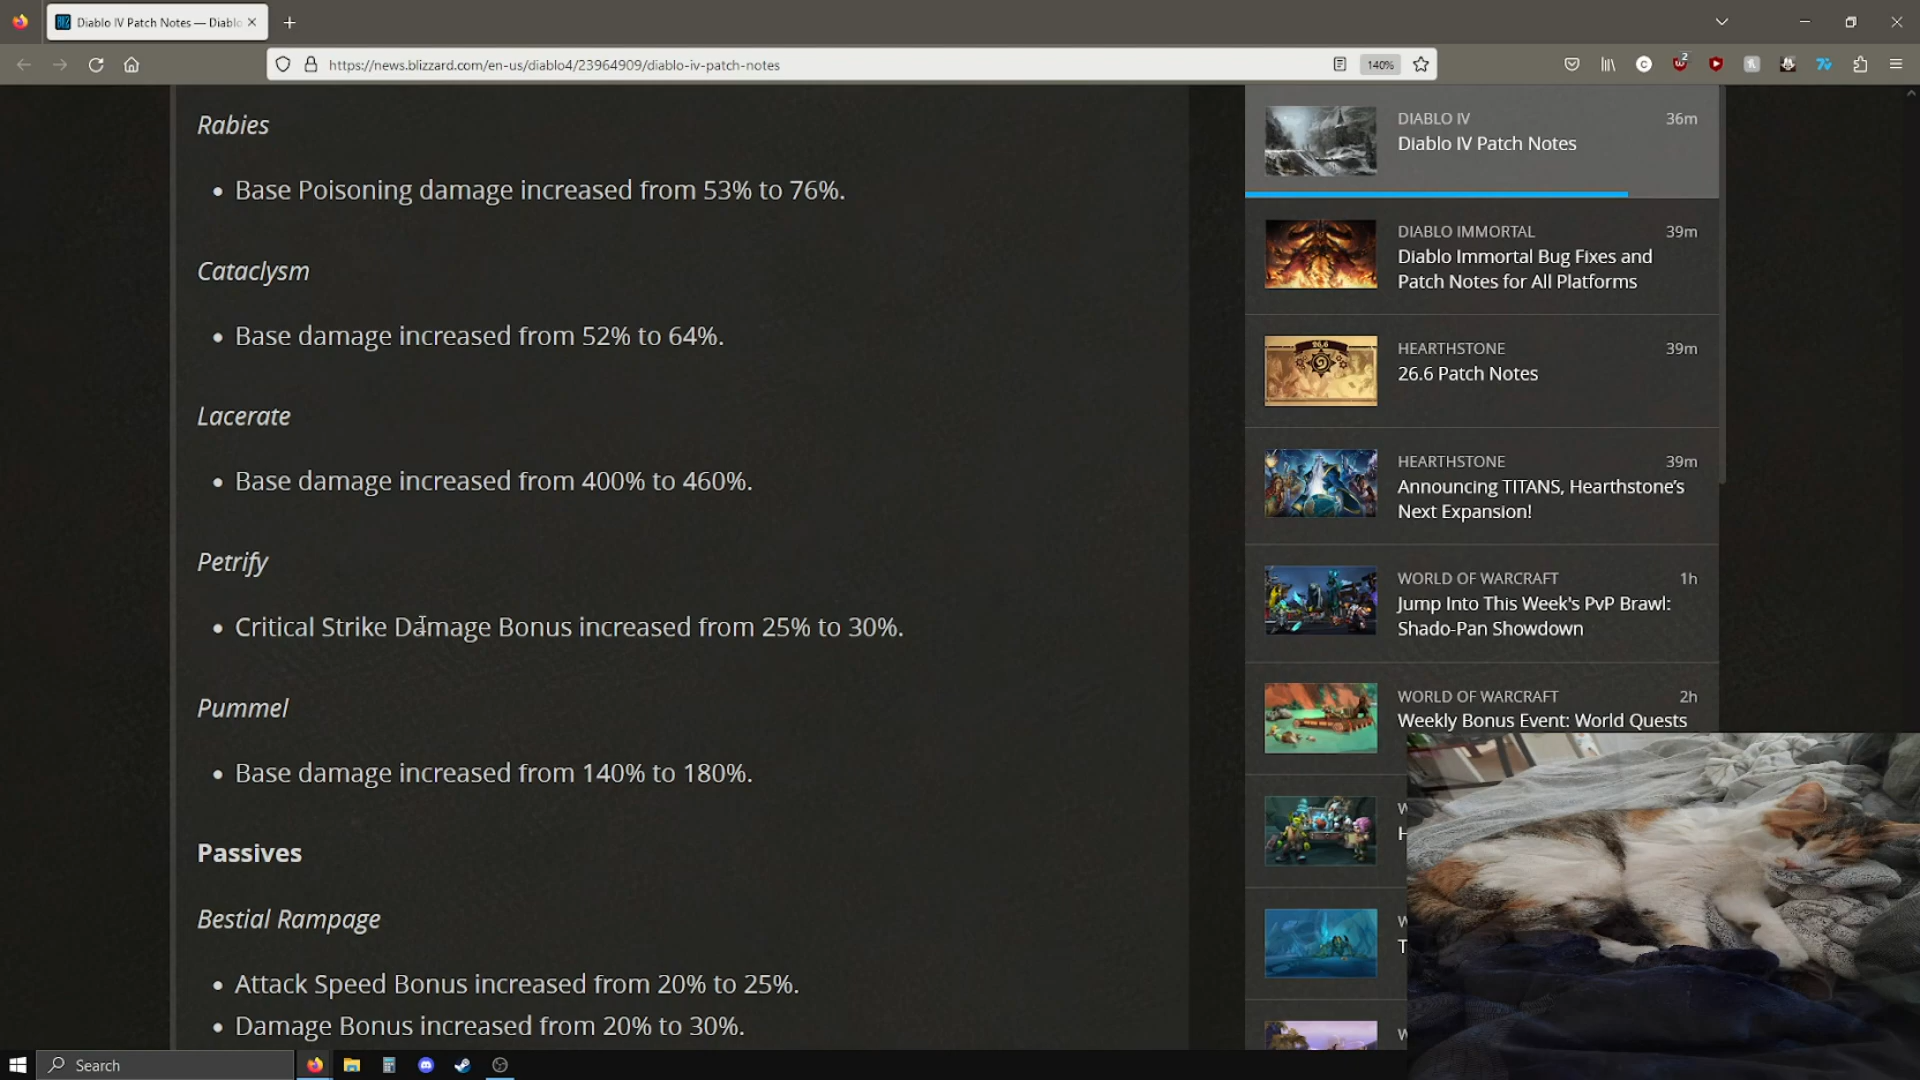 Diablo IV Patch Notes — Diablo
https://news.blizzard.com/en-us/diablo4/23964909/diablo-iv-patch-notes
140%
2
Rabies
• Base Poisoning damage increased from 53% to 76%.
Cataclysm
• Base damage increased from 52% to 64%.
Lacerate
• Base damage increased from 400% to 460%.
Petrify
• Critical Strike Damage Bonus increased from 25% to 30%.
Pummel
• Base damage increased from 140% to 180%.
Passives
Bestial Rampage
• Attack Speed Bonus increased from 20% to 25%.
• Damage Bonus increased from 20% to 30%.
DIABLO IV 36m
Diablo IV Patch Notes
DIABLO IMMORTAL 39m
Diablo Immortal Bug Fixes and
Patch Notes for All Platforms
HEARTHSTONE 39m
26.6 Patch Notes
HEARTHSTONE 39m
Announcing TITANS, Hearthstone's
Next Expansion!
WORLD OF WARCRAFT 1h
Jump Into This Week's PvP Brawl:
Shado-Pan Showdown
WORLD OF WARCRAFT 2h
Weekly Bonus Event: World Quests
Search